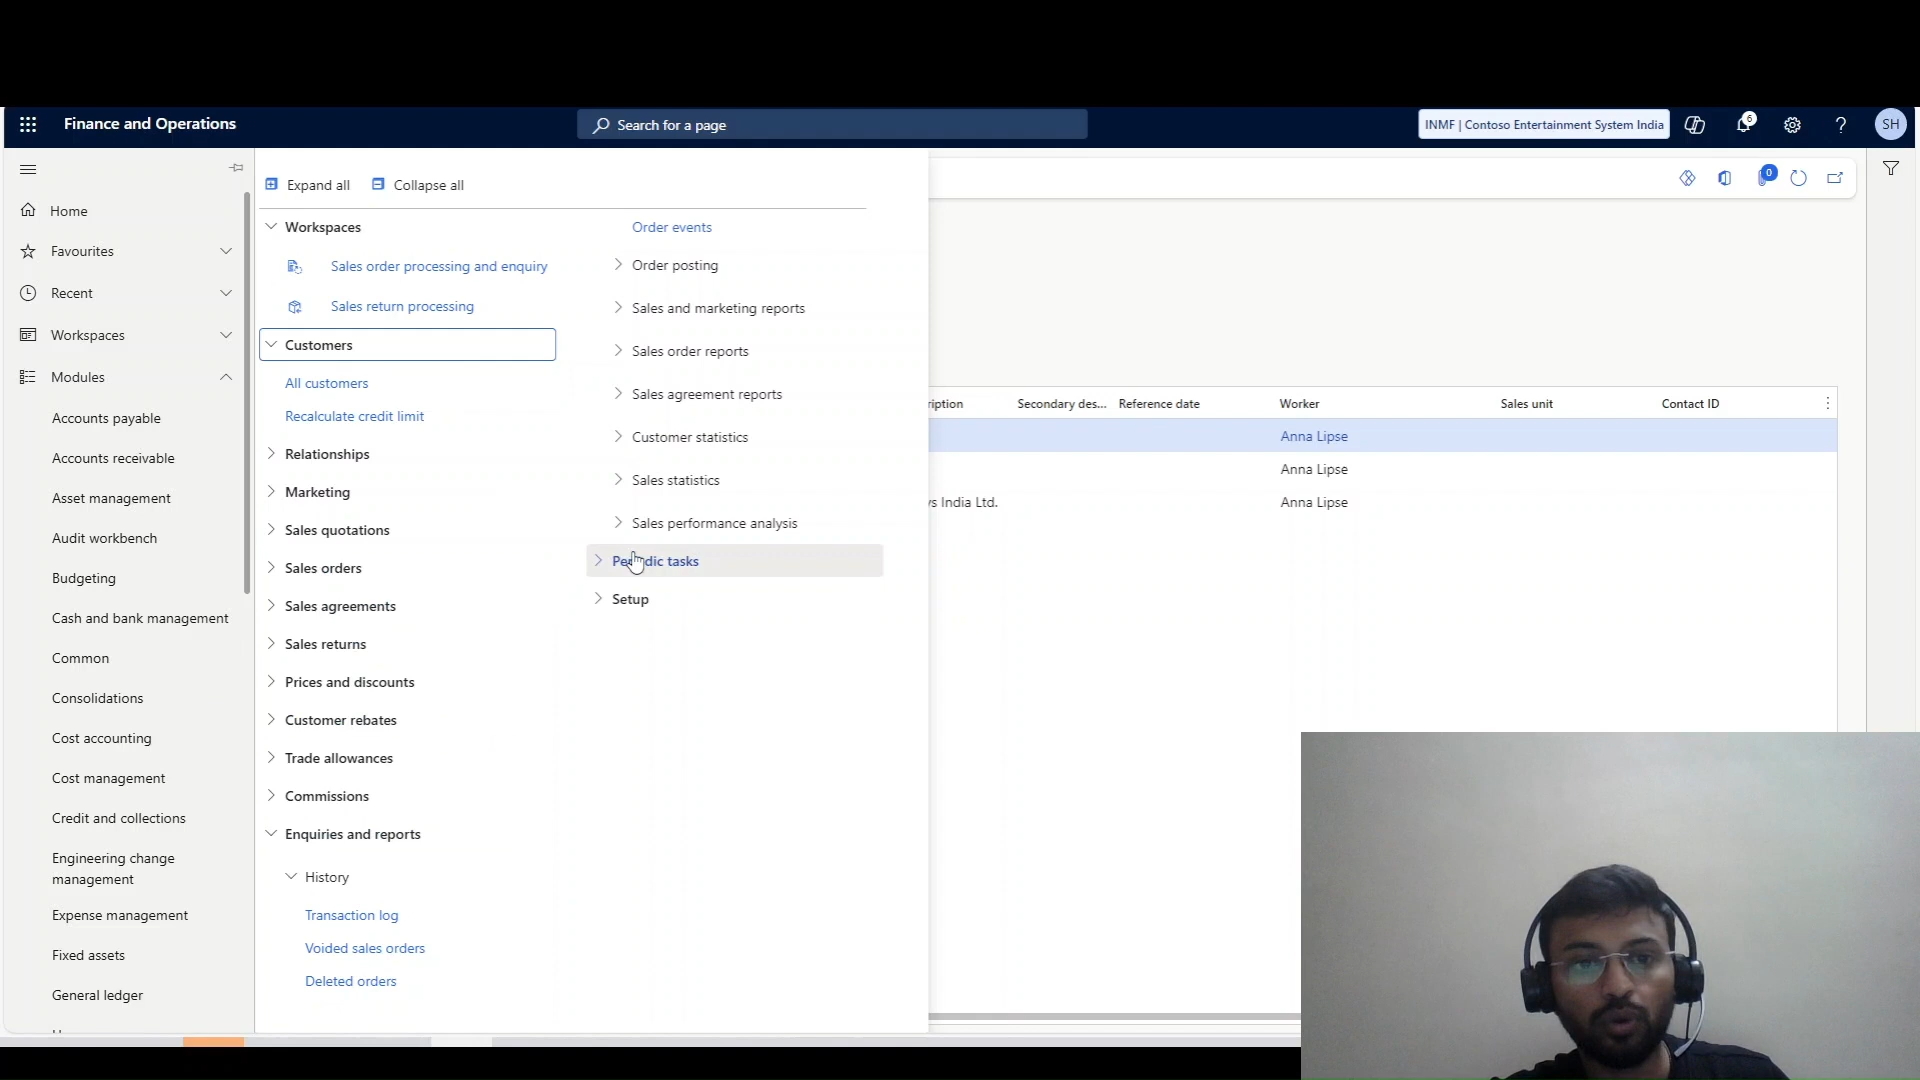 Finance and Operations
Search for a page
INMF | Contoso Entertainment System India
6
SH
Home
Favourites
Recent
Workspaces
Modules
Accounts payable
Accounts receivable
Asset management
Audit workbench
Budgeting
Cash and bank management
Common
Consolidations
Cost accounting
Cost management
Credit and collections
Engineering change
management
Expense management
Fixed assets
General ledger
Expand all
Collapse all
Workspaces
Sales order processing and enquiry
Sales return processing
Customers
All customers
Recalculate credit limit
Relationships
Marketing
Sales quotations
Sales orders
Sales agreements
Sales returns
Prices and discounts
Customer rebates
Trade allowances
Commissions
Enquiries and reports
History
Transaction log
Voided sales orders
Deleted orders
Order events
Order posting
Sales and marketing reports
Sales order reports
Sales agreement reports
Customer statistics
Sales statistics
Sales performance analysis
Periodic tasks
Setup
0
ription Secondary des... Reference date Worker Sales unit Contact ID
Anna Lipse
Anna Lipse
ys India Ltd. Anna Lipse